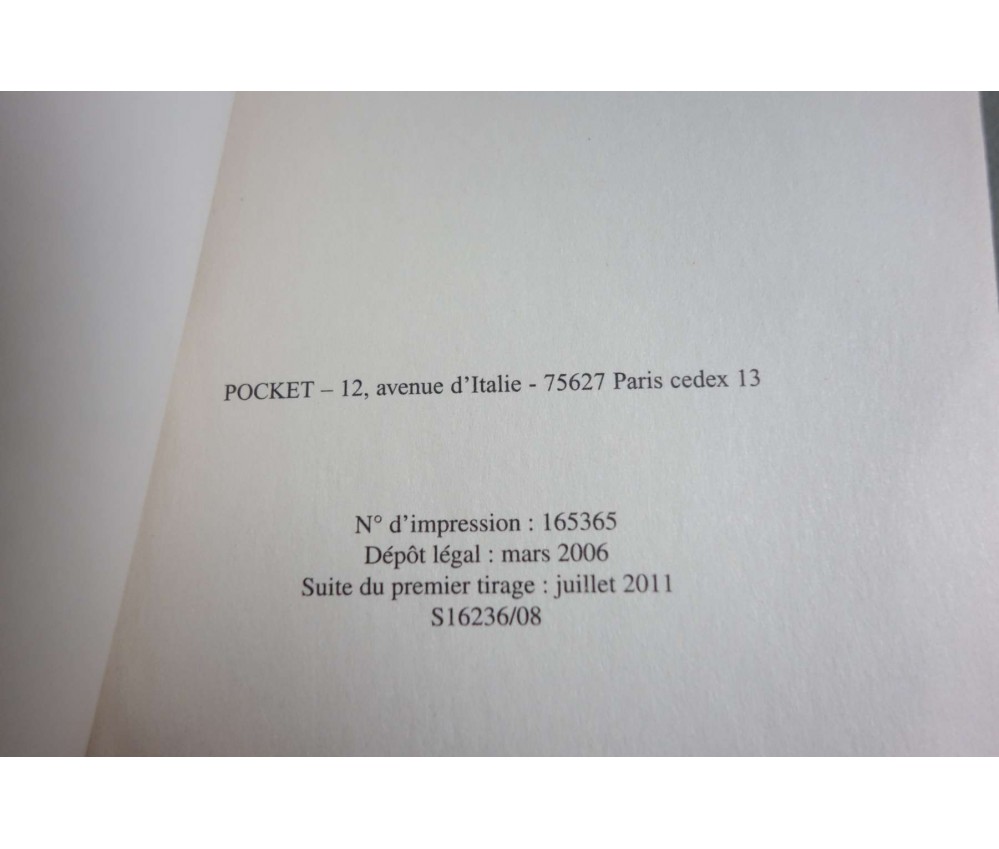 POCKET – 12, avenue d'Italie - 75627 Paris cedex 13
N° d'impression : 165365
Dépôt légal : mars 2006
Suite du premier tirage : juillet 2011
S16236/08